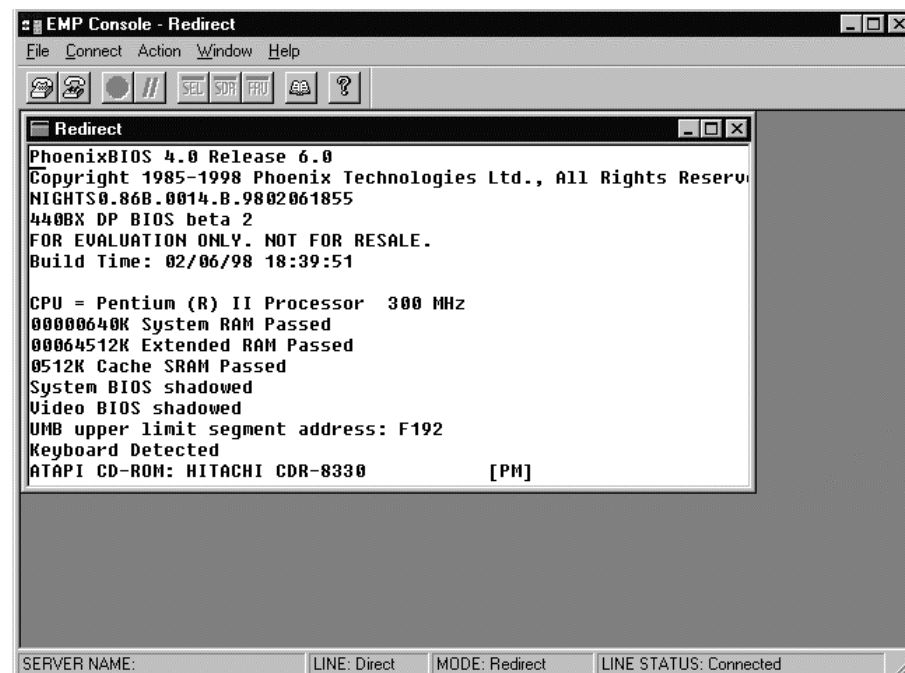 EMP Console - Redirect
File Connect Action Window Help
SEL SDR FRU
Redirect
PhoenixBIOS 4.0 Release 6.0
Copyright 1985-1998 Phoenix Technologies Ltd., All Rights Reserv
NIGHTS0.86B.0014.B.9802061855
440BX DP BIOS beta 2
FOR EVALUATION ONLY. NOT FOR RESALE.
Build Time: 02/06/98 18:39:51
CPU = Pentium (R) II Processor  300 MHz
00000640K System RAM Passed
00064512K Extended RAM Passed
0512K Cache SRAM Passed
System BIOS shadowed
Video BIOS shadowed
UMB upper limit segment address: F192
Keyboard Detected
ATAPI CD-ROM: HITACHI CDR-8330 [PM]
SERVER NAME: LINE: Direct MODE: Redirect LINE STATUS: Connected